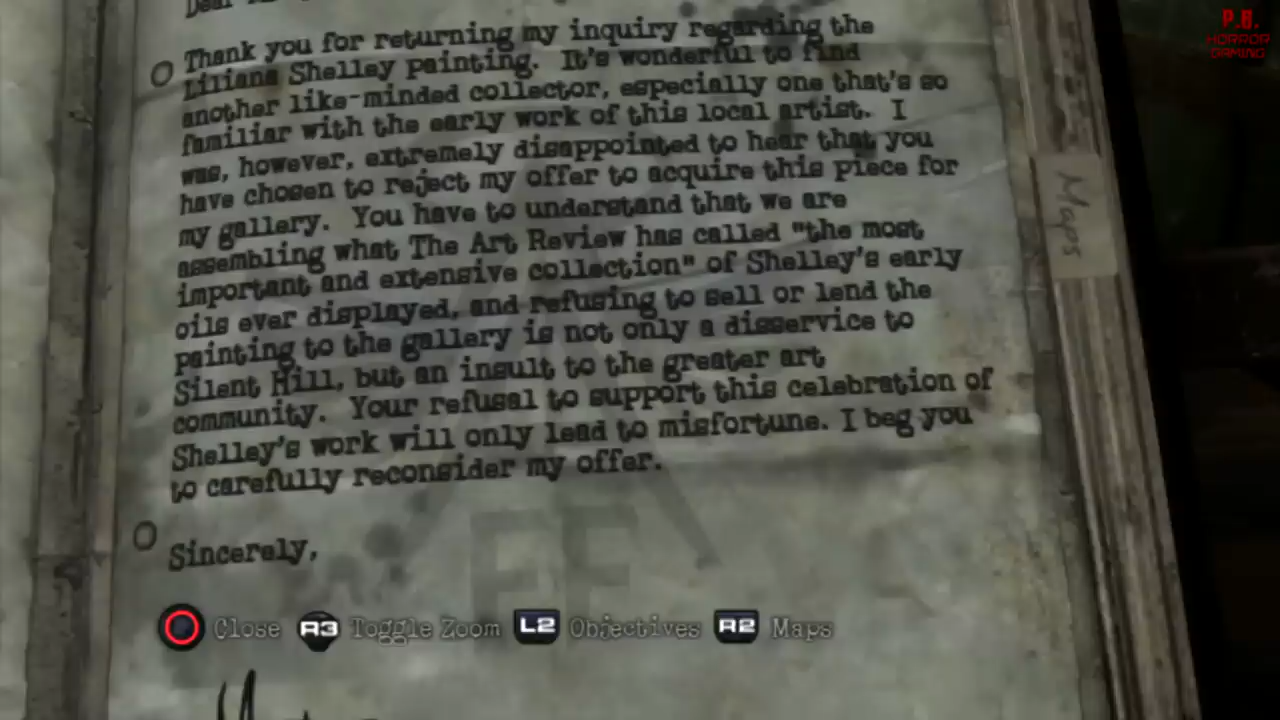 Dear
P.B.
HORROR
GAMING
Thank you for returning my inquiry regarding the
Liliana Shelley painting. It's wonderful to find
another like-minded collector, especially one that's so
familiar with the early work of this local artist. I
was, however, extremely disappointed to hear that you
have chosen to reject my offer to acquire this piece for
my gallery. You have to understand that we are
assembling what The Art Review has called "the most
important and extensive collection" of Shelley's early
oils ever displayed, and refusing to sell or lend the
painting to the gallery is not only a disservice to
Silent Hill, but an insult to the greater art
community. Your refusal to support this celebration of
Shelley's work will only lead to misfortune. I beg you
to carefully reconsider my offer.
Sincerely,
Maps
Close R3 Toggle Zoom L2 Objectives R2 Maps